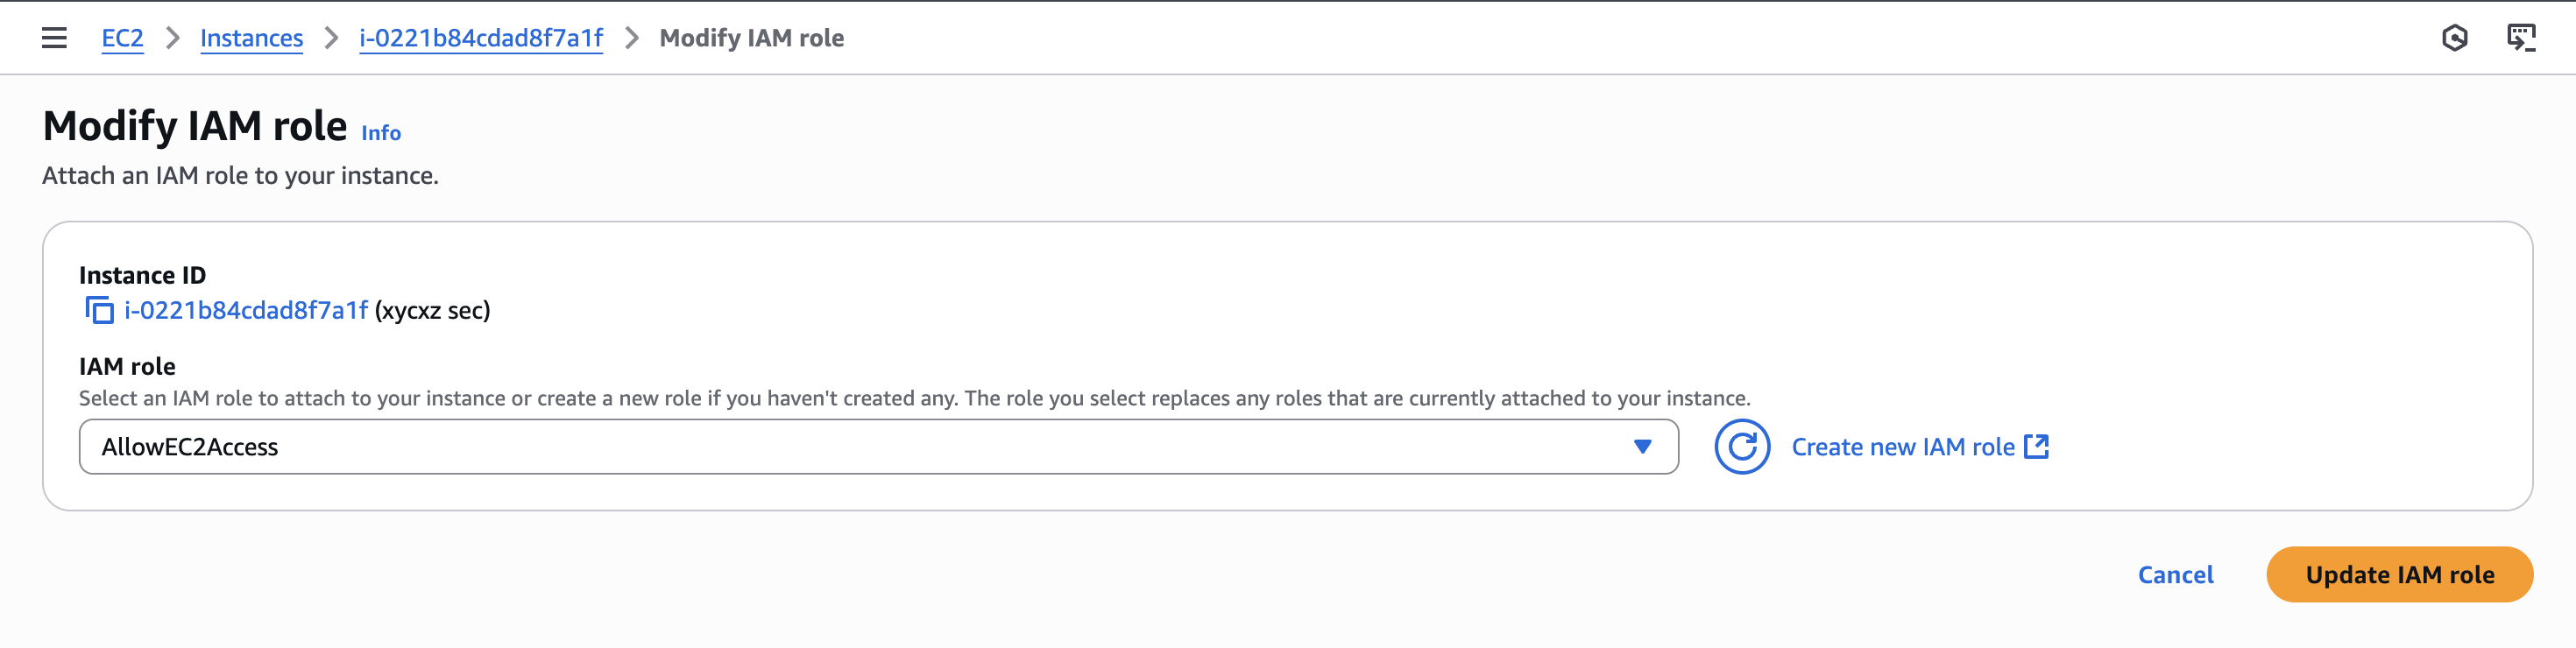 EC2 > Instances > i-0221b84cdad8f7a1f > Modify IAM role
Modify IAM role Info
Attach an IAM role to your instance.
Instance ID
i-0221b84cdad8f7a1f (xycxz sec)
IAM role
Select an IAM role to attach to your instance or create a new role if you haven't created any. The role you select replaces any roles that are currently attached to your instance.
AllowEC2Access Create new IAM role
Cancel Update IAM role